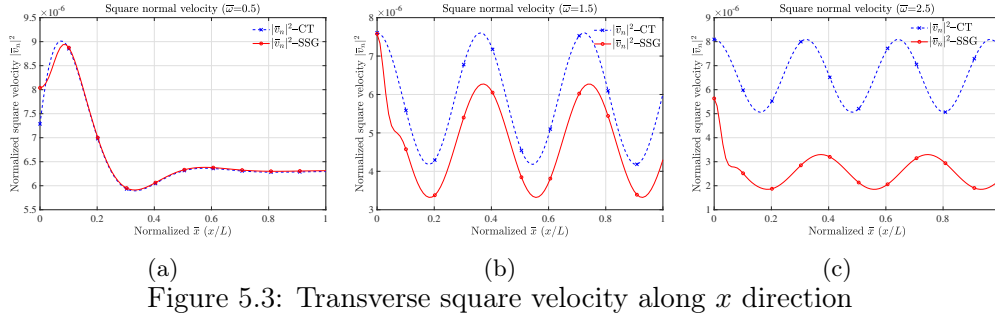 Square normal velocity (ω̅=0.5)
×10⁻⁶
|v̅ₙ|²–CT
|v̅ₙ|²–SSG
Normalized square velocity |v̅ₙ|²
9.5
9
8.5
8
7.5
7
6.5
6
5.5
0 0.2 0.4 0.6 0.8 1
Normalized x̅ (x/L)
(a)
Square normal velocity (ω̅=1.5)
×10⁻⁶
|v̅ₙ|²–CT
|v̅ₙ|²–SSG
Normalized square velocity |v̅ₙ|²
8
7
6
5
4
3
0 0.2 0.4 0.6 0.8 1
Normalized x̅ (x/L)
(b)
Square normal velocity (ω̅=2.5)
×10⁻⁶
|v̅ₙ|²–CT
|v̅ₙ|²–SSG
Normalized square velocity |v̅ₙ|²
9
8
7
6
5
4
3
2
1
0 0.2 0.4 0.6 0.8 1
Normalized x̅ (x/L)
(c)
Figure 5.3: Transverse square velocity along x direction